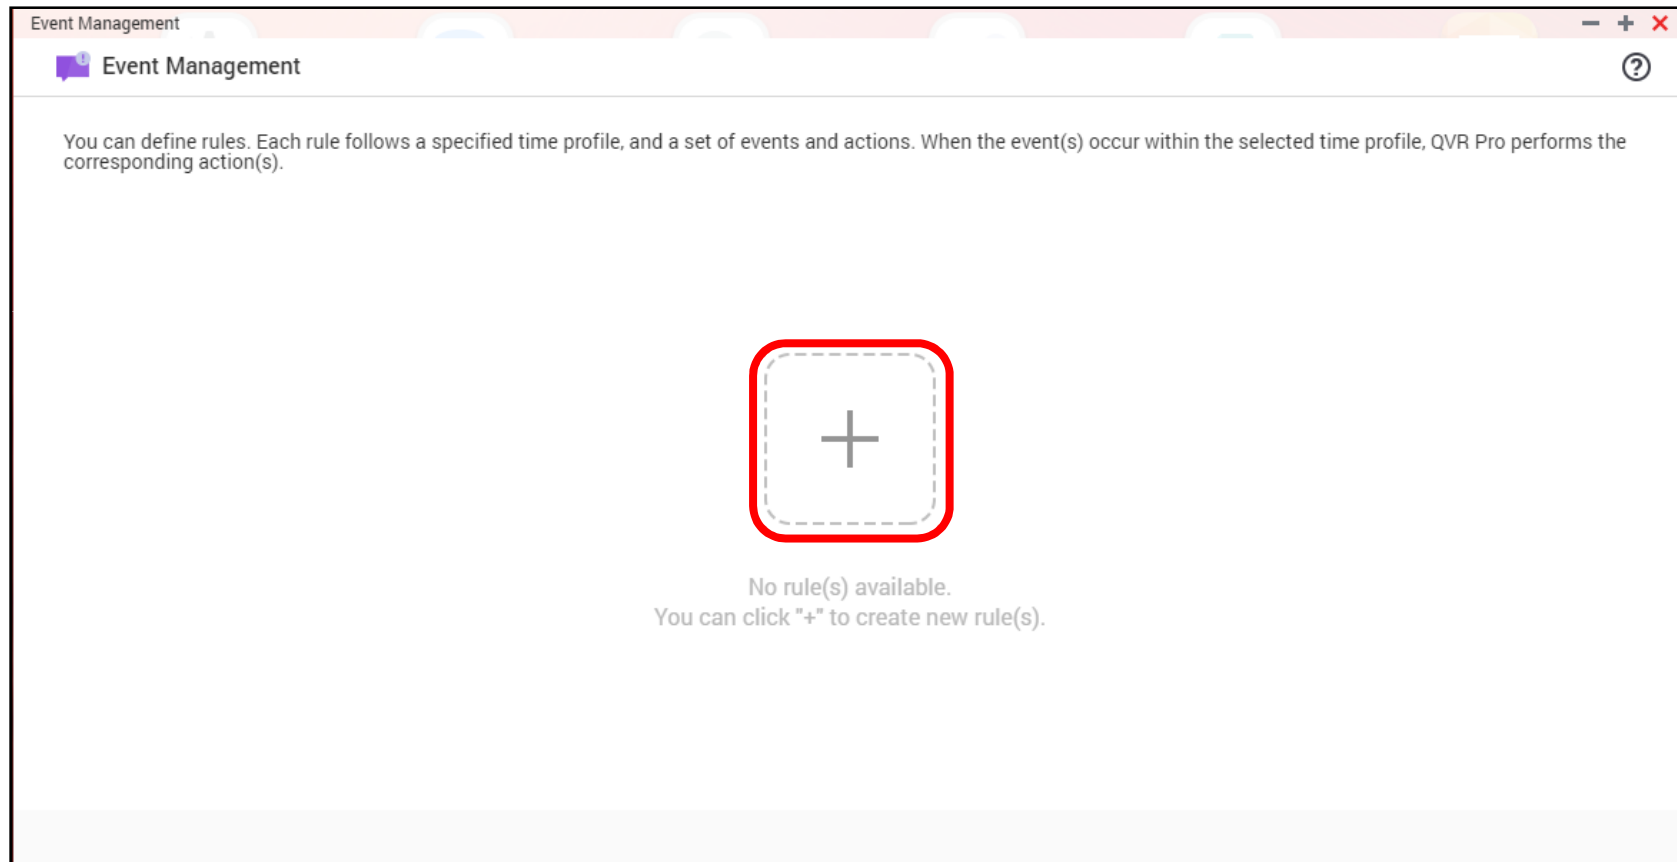 Event Management
Event Management
You can define rules. Each rule follows a specified time profile, and a set of events and actions. When the event(s) occur within the selected time profile, QVR Pro performs the
corresponding action(s).
No rule(s) available.
You can click "+" to create new rule(s).